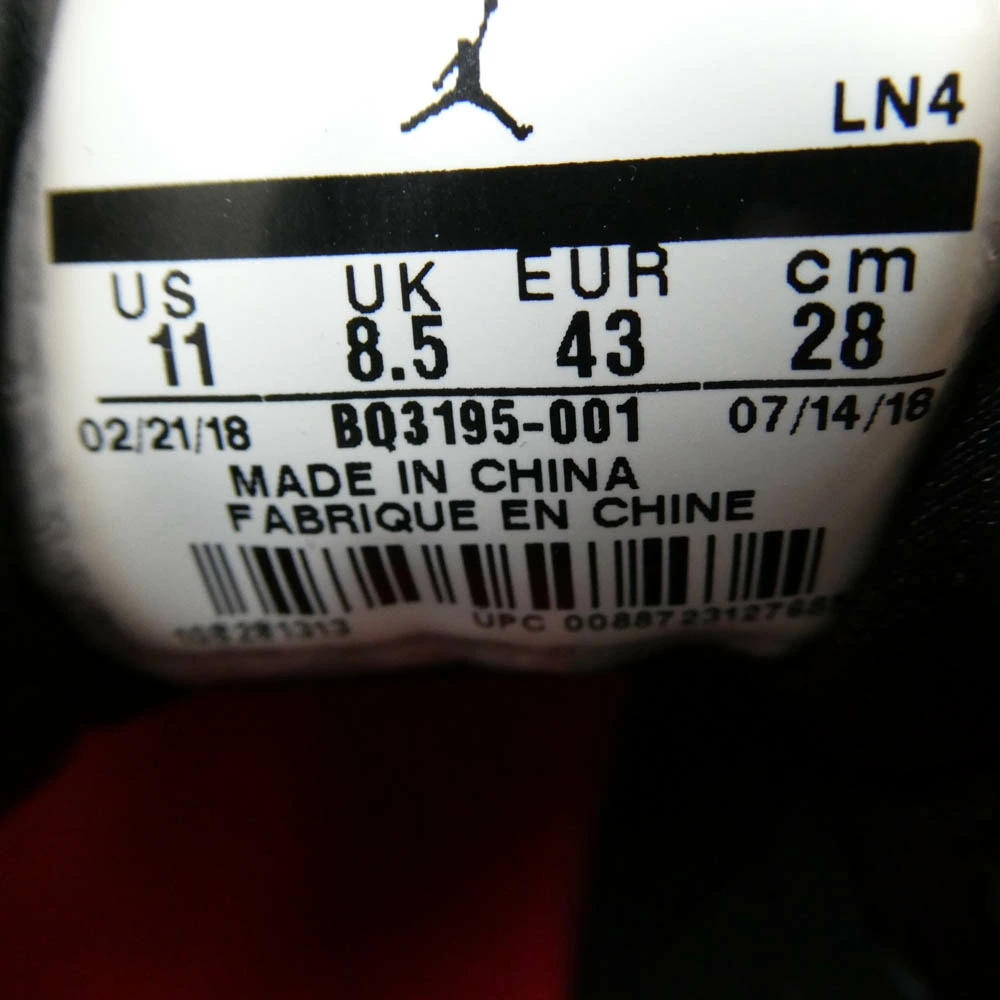 LN4
US UK EUR cm
11 8.5 43 28
02/21/18 BQ3195-001 07/14/18
MADE IN CHINA
FABRIQUE EN CHINE
UPC